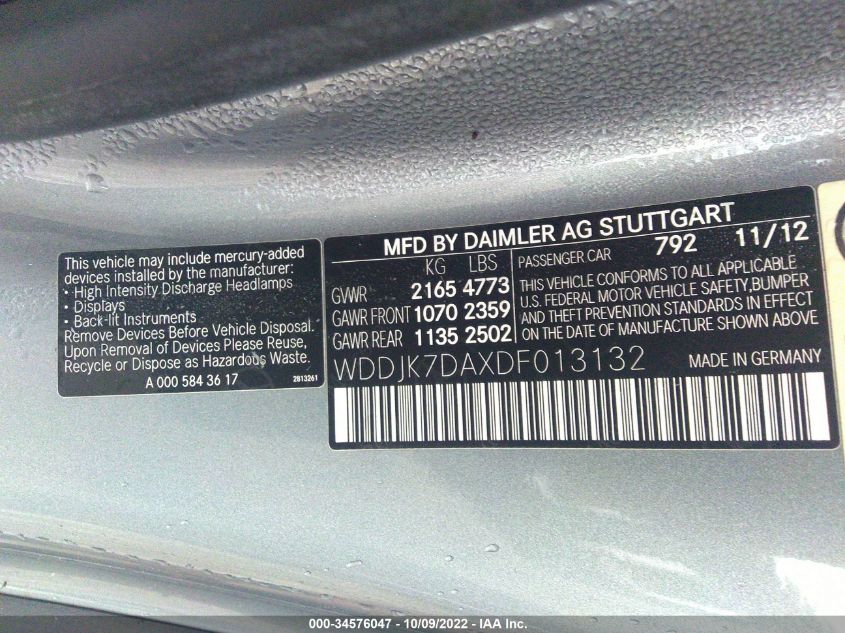 This vehicle may include mercury-added
devices installed by the manufacturer:
• High Intensity Discharge Headlamps
• Displays
• Back-lit Instruments
Remove Devices Before Vehicle Disposal.
Upon Removal of Devices Please Reuse,
Recycle or Dispose as Hazardous Waste.
A 000 584 36 17 2813261
MFD BY DAIMLER AG STUTTGART
KG LBS
GVWR 2165 4773
GAWR FRONT 1070 2359
GAWR REAR 1135 2502
PASSENGER CAR 792 11/12
THIS VEHICLE CONFORMS TO ALL APPLICABLE
U.S. FEDERAL MOTOR VEHICLE SAFETY,BUMPER
AND THEFT PREVENTION STANDARDS IN EFFECT
ON THE DATE OF MANUFACTURE SHOWN ABOVE
WDDJK7DAXDF013132 MADE IN GERMANY
000-34576047 - 10/09/2022 - IAA Inc.